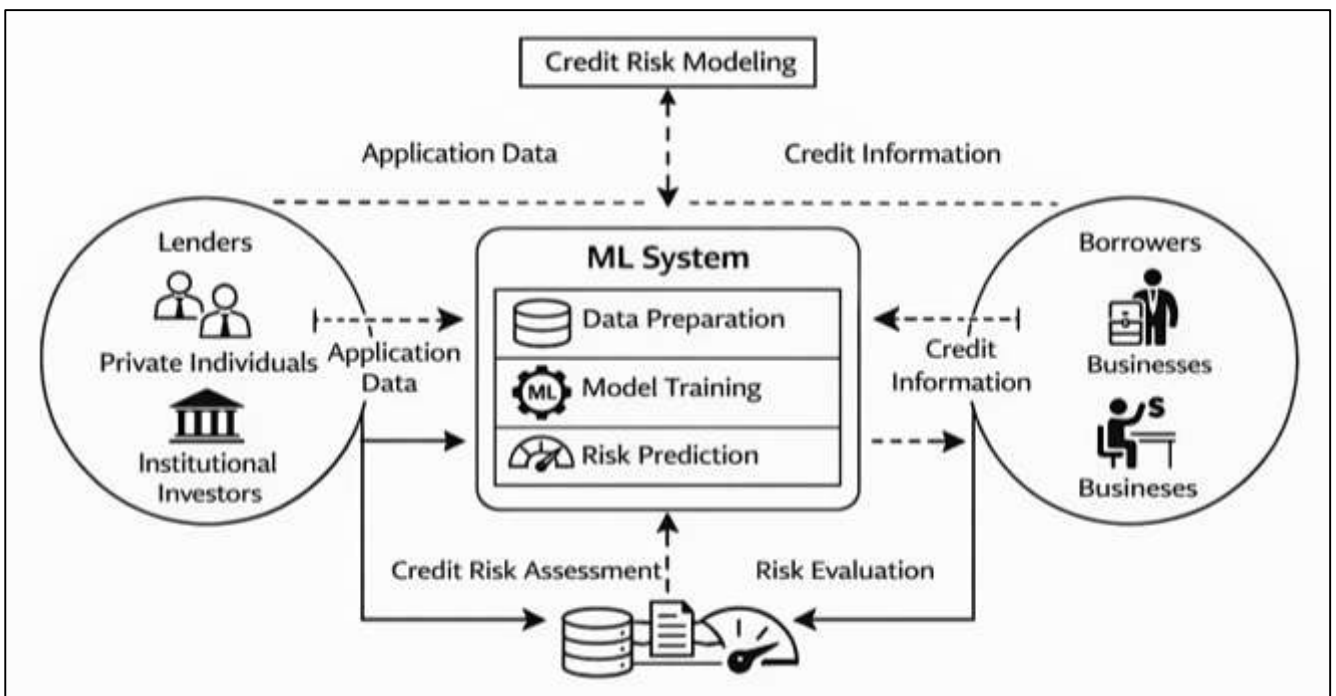 Credit Risk Modeling
Application Data
Credit Information
Lenders
Private Individuals
Institutional
Investors
Application
Data
ML System
Data Preparation
ML
Model Training
Risk Prediction
Credit
Information
Borrowers
Businesses
S
Busineses
Credit Risk Assessment
Risk Evaluation